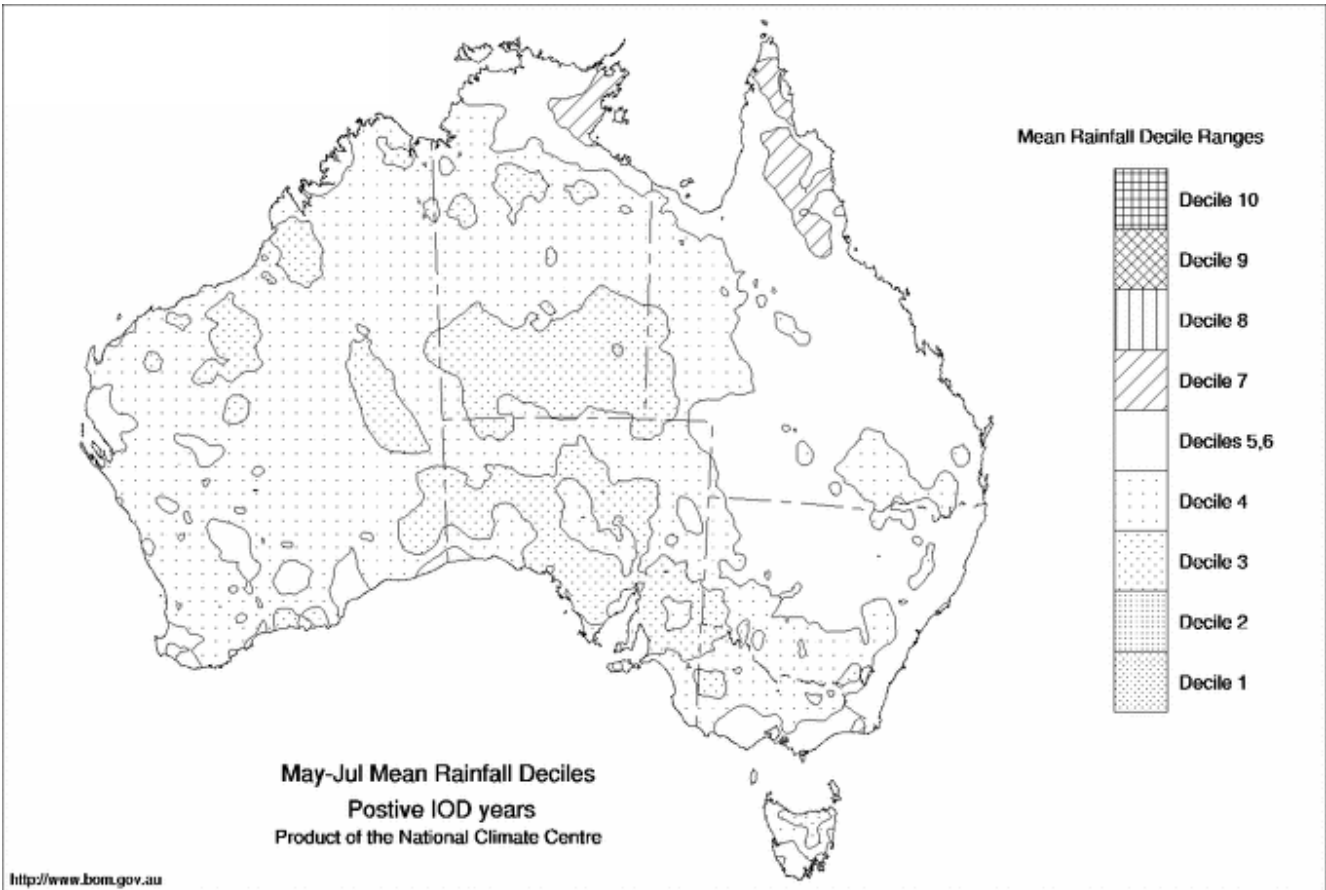 Mean Rainfall Decile Ranges
Decile 10
Decile 9
Decile 8
Decile 7
Deciles 5,6
Decile 4
Decile 3
Decile 2
Decile 1
May-Jul Mean Rainfall Deciles
Postive IOD years
Product of the National Climate Centre
http://www.bom.gov.au